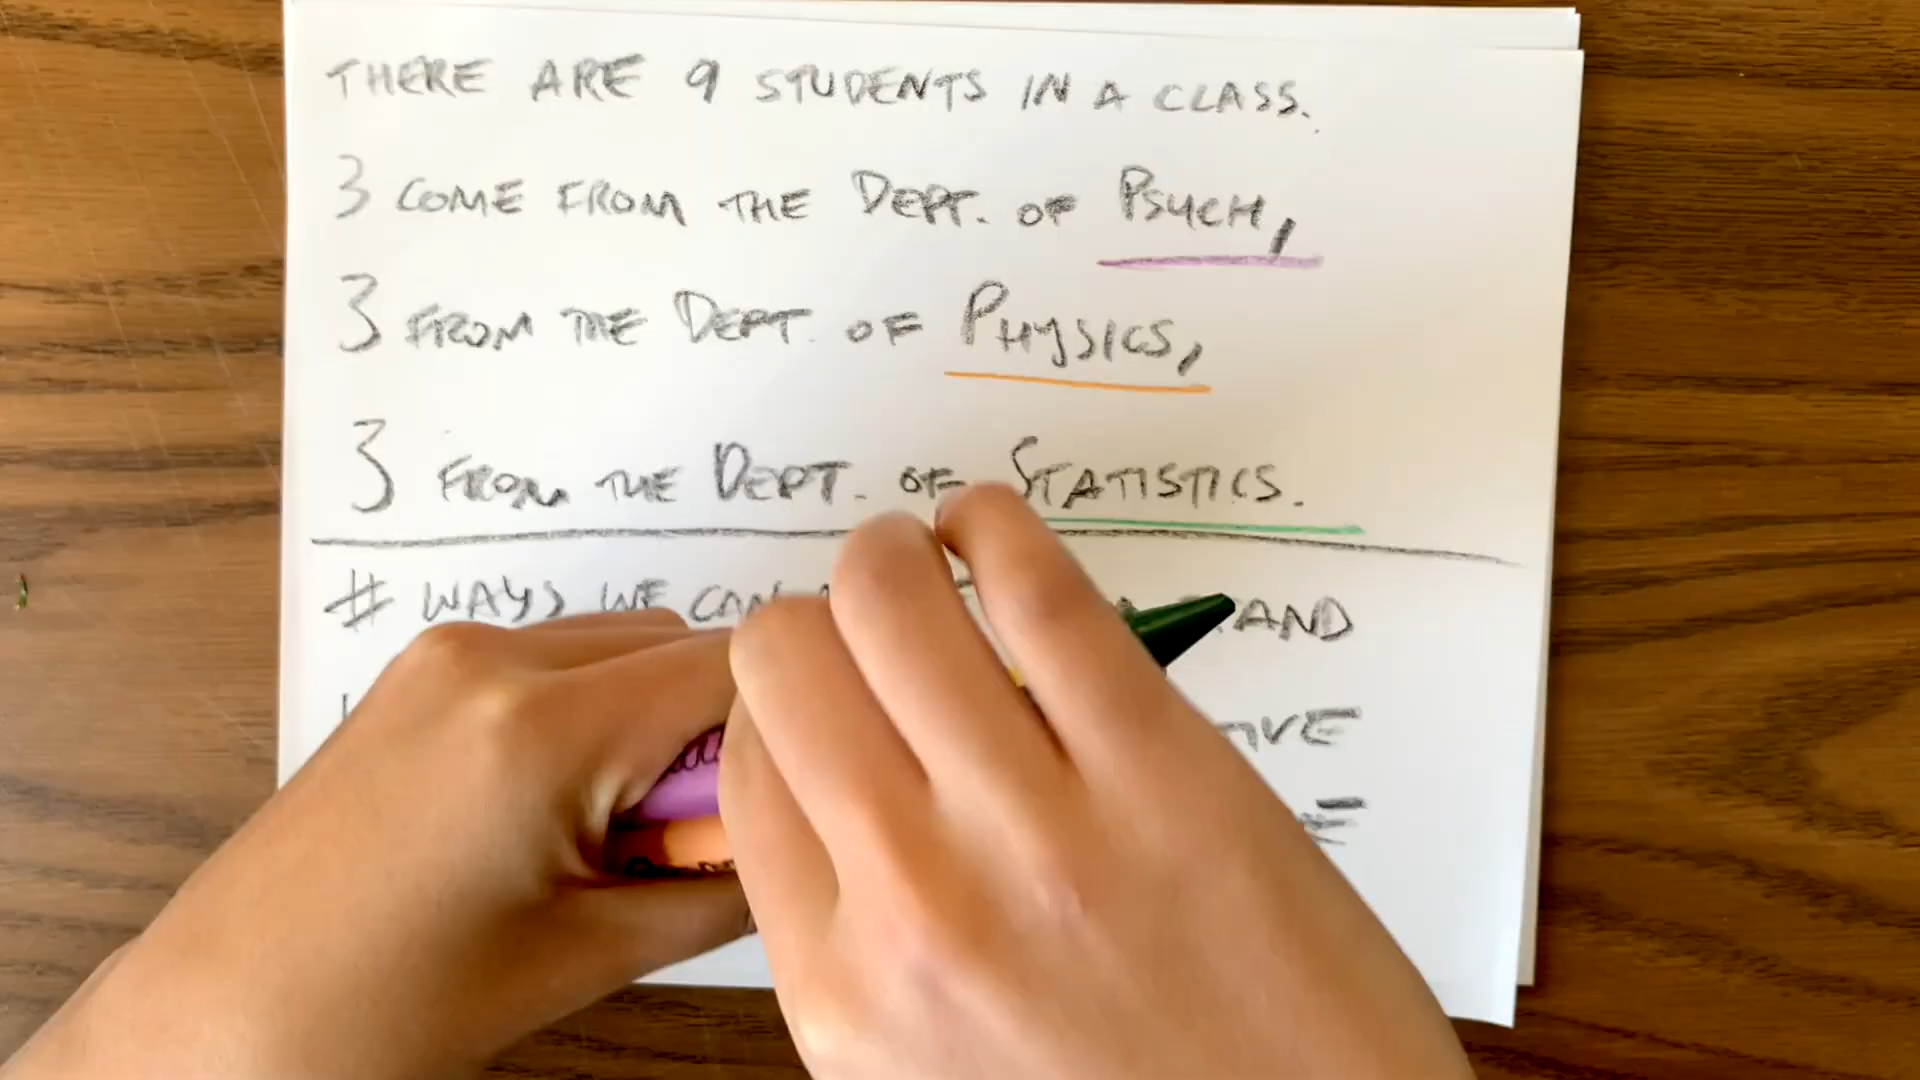 THERE ARE 9 STUDENTS IN A CLASS.
3 COME FROM THE DEPT. OF PSYCH,
3 FROM THE DEPT. OF PHYSICS,
3 FROM THE DEPT. OF STATISTICS.
# WAYS WE CAN STAND